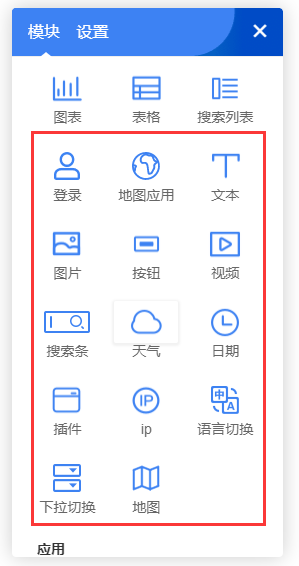 模块 设置
图表 表格 搜索列表
登录 地图应用 文本
图片 按钮 视频
搜索条 天气 日期
IP 中 A
插件 ip 语言切换
下拉切换 地图
应用